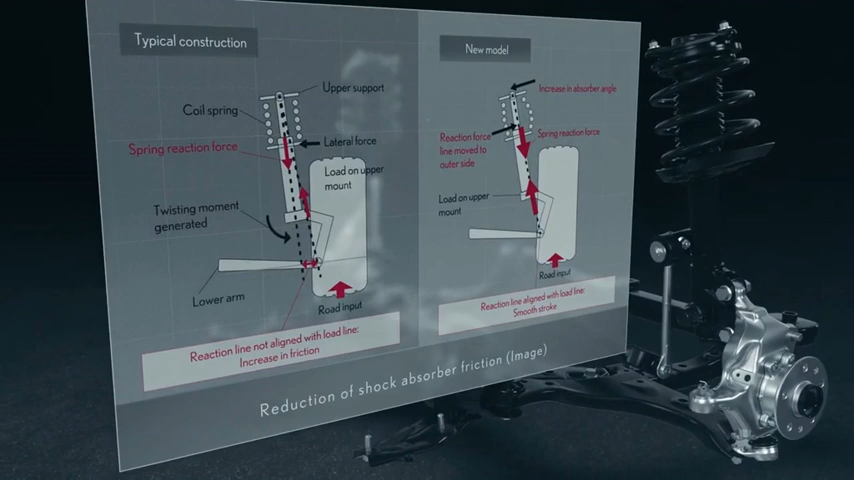 Typical construction
Upper support
Coil spring
Spring reaction force
Lateral force
Load on upper
mount
Twisting moment
generated
Lower arm
Road input
Reaction line not aligned with load line:
Increase in friction
New model
Increase in absorber angle
Reaction force
line moved to
outer side
Spring reaction force
Load on upper
mount
Road input
Reaction line aligned with load line:
Smooth stroke
Reduction of shock absorber friction (Image)